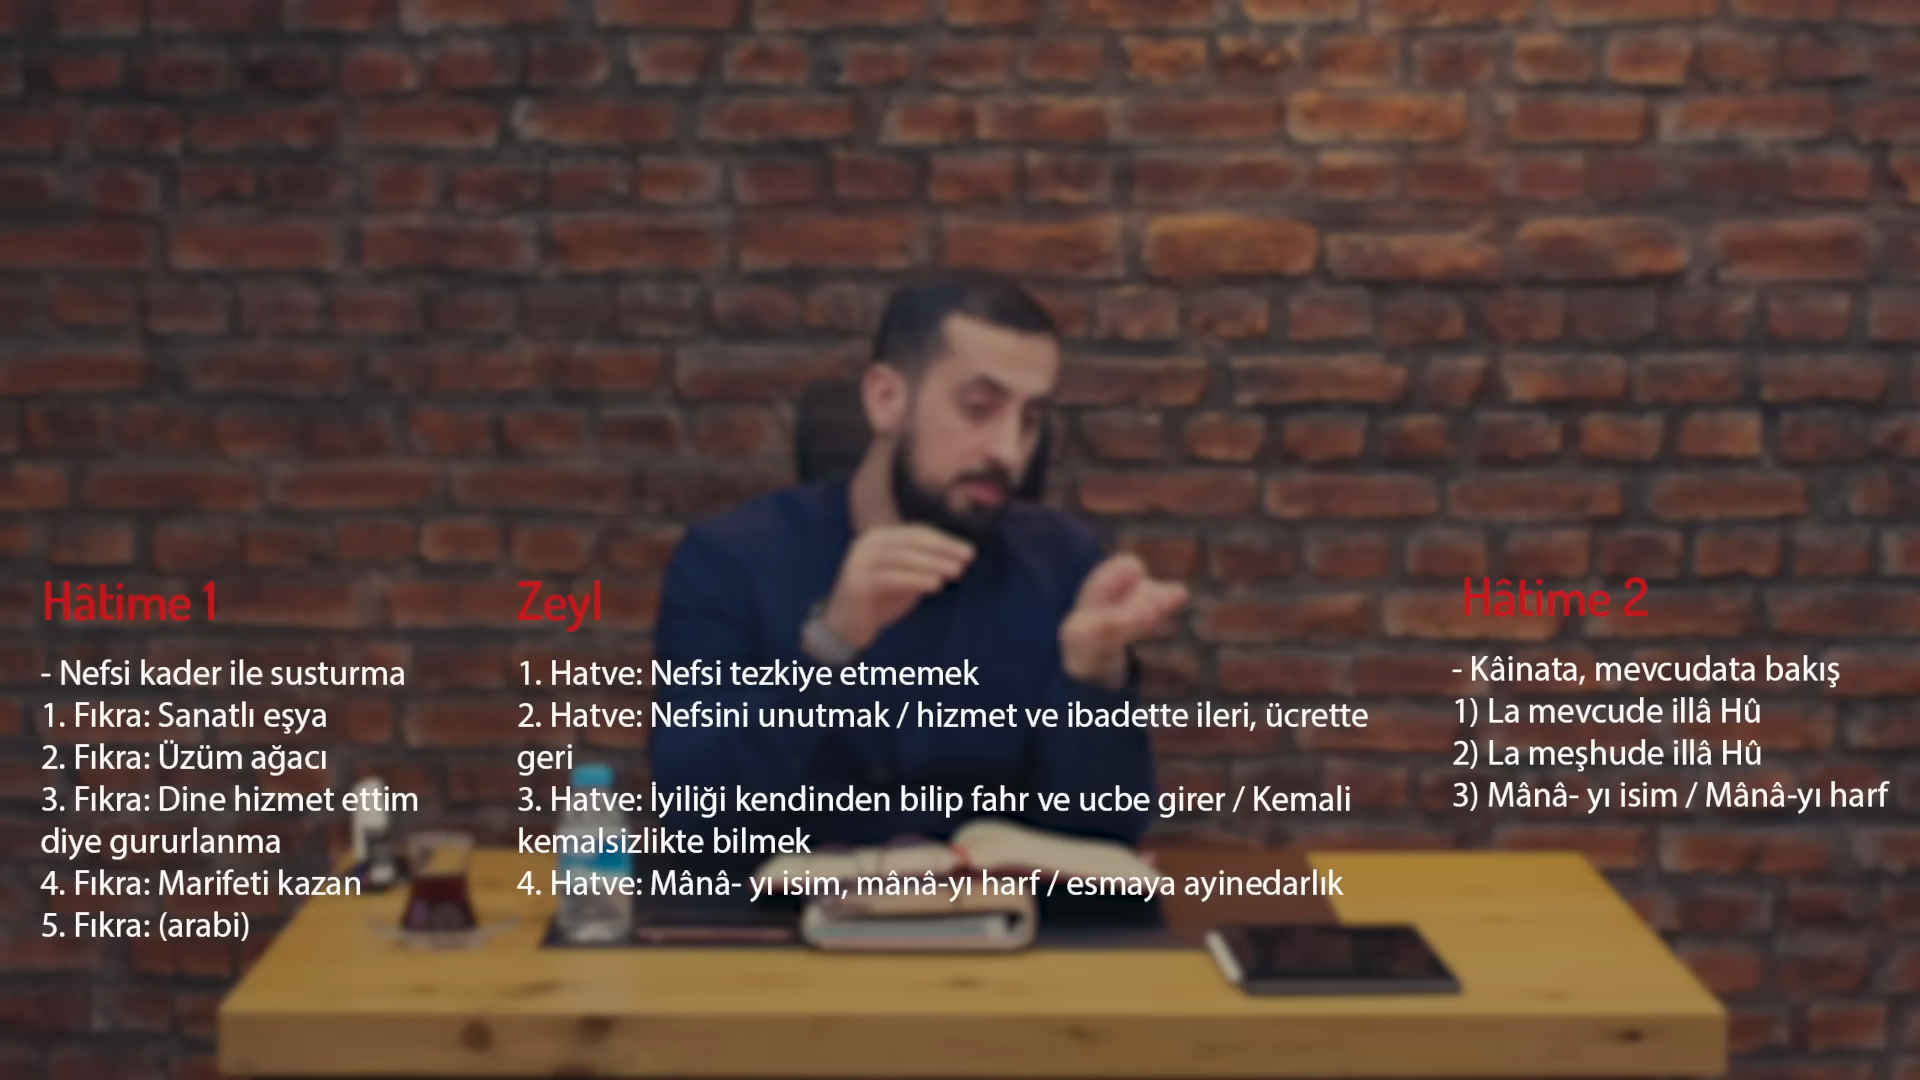 Hâtime 1
- Nefsi kader ile susturma
1. Fıkra: Sanatlı eşya
2. Fıkra: Üzüm ağacı
3. Fıkra: Dine hizmet ettim
diye gururlanma
4. Fıkra: Marifeti kazan
5. Fıkra: (arabi)
Zeyl
1. Hatve: Nefsi tezkiye etmemek
2. Hatve: Nefsini unutmak / hizmet ve ibadette ileri, ücrette
geri
3. Hatve: İyiliği kendinden bilip fahr ve ucbe girer / Kemali
kemalsizlikte bilmek
4. Hatve: Mânâ- yı isim, mânâ-yı harf / esmaya ayinedarlık
Hâtime 2
- Kâinata, mevcudata bakış
1) La mevcude illâ Hû
2) La meşhude illâ Hû
3) Mânâ- yı isim / Mânâ-yı harf